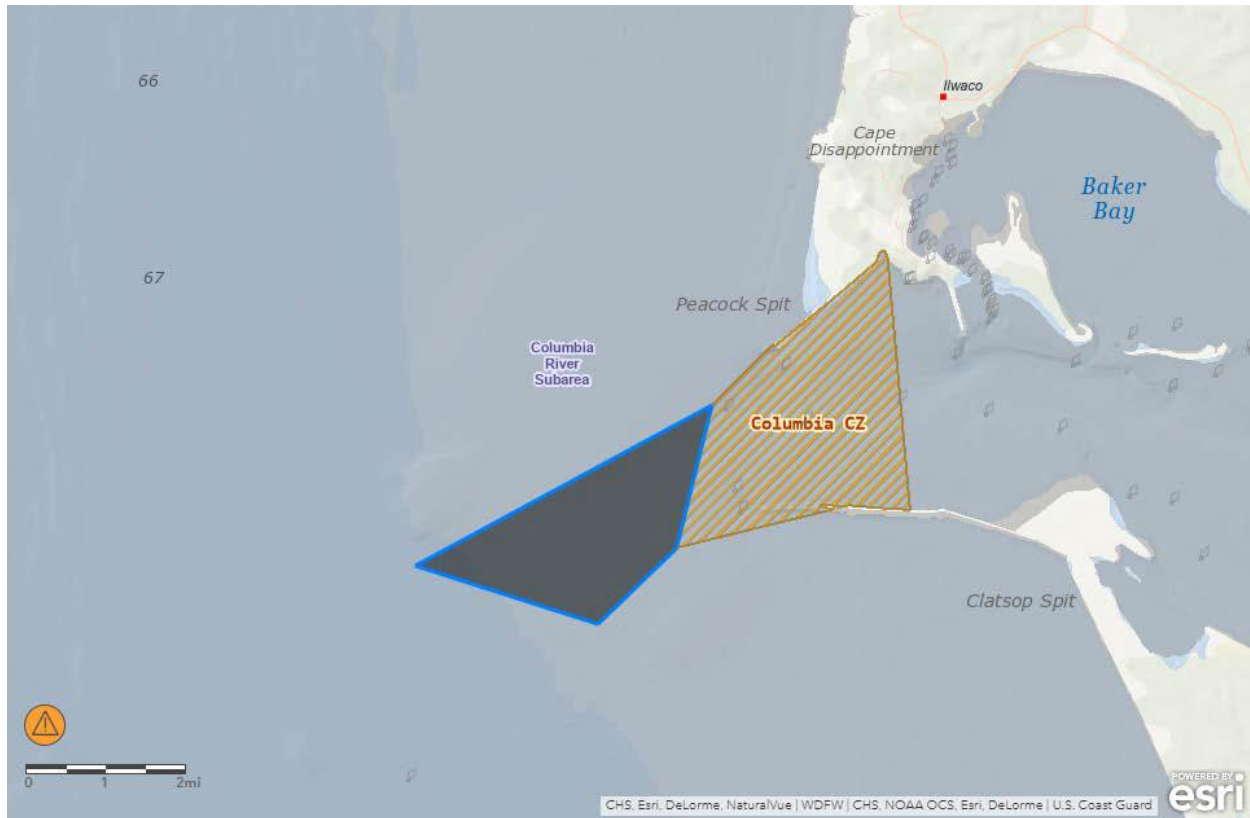 66
Ilwaco
Cape
Disappointment
Baker
Bay
67
Peacock Spit
Columbia
River
Subarea
Columbia CZ
Clatsop Spit
0 1 2mi
POWERED BY
esri
CHS, Esri, DeLorme, NaturalVue | WDFW | CHS, NOAA OCS, Esri, DeLorme | U.S. Coast Guard